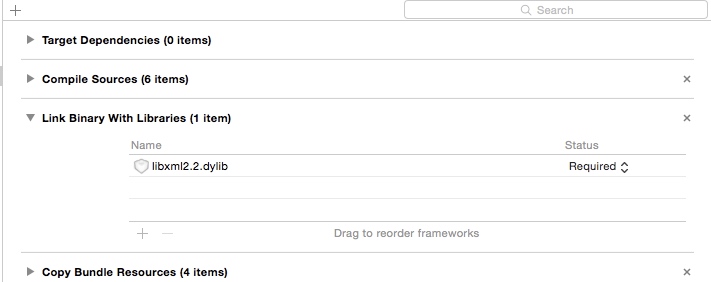 Search
Target Dependencies (0 items)
Compile Sources (6 items)
Link Binary With Libraries (1 item)
Name Status
libxml2.2.dylib Required
Drag to reorder frameworks
Copy Bundle Resources (4 items)